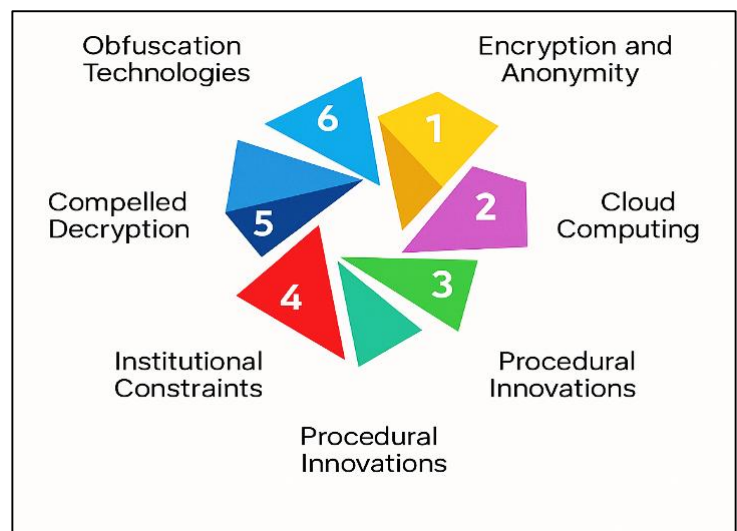 Obfuscation
Technologies
Encryption and
Anonymity
6
1
Compelled
Decryption
5
2
Cloud
Computing
4
3
Institutional
Constraints
Procedural
Innovations
Procedural
Innovations